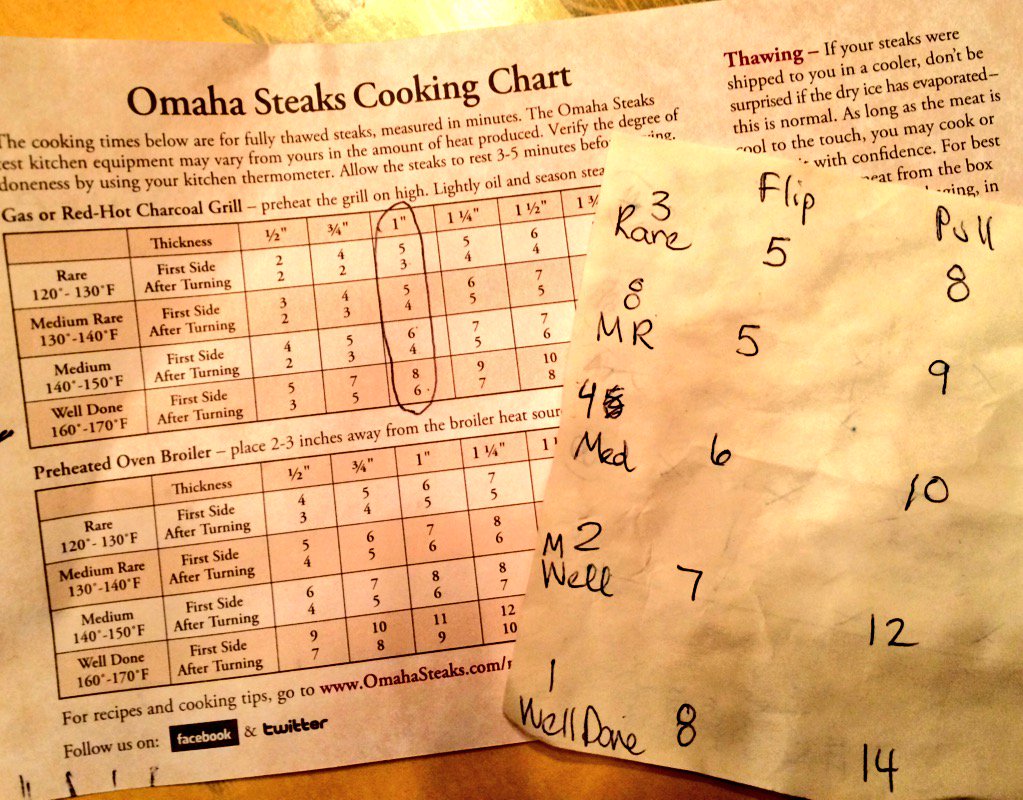 Omaha Steaks Cooking Chart
The cooking times below are for fully thawed steaks, measured in minutes. The Omaha Steaks
test kitchen equipment may vary from yours in the amount of heat produced. Verify the degree of
doneness by using your kitchen thermometer. Allow the steaks to rest 3-5 minutes
Gas or Red-Hot Charcoal Grill – preheat the grill on high. Lightly oil and season
Thickness ½" ¾" 1" 1 ¼" 1 ½"
Rare First Side 2 4 5 5 6
120°- 130°F After Turning 2 2 3 4 4
Medium Rare First Side 3 4 5 6 7
130°-140°F After Turning 2 3 4 5 5
Medium First Side 4 5 6 7 7
140°-150°F After Turning 2 3 4 5 6
Well Done First Side 5 7 8 9 10
160°-170°F After Turning 3 5 6 7 8
Preheated Oven Broiler – place 2-3 inches away from the broiler heat
Thickness ½" ¾" 1" 1 ¼"
Rare First Side 4 5 6 7
120°- 130°F After Turning 3 4 5 5
Medium Rare First Side 5 6 7 8
130°-140°F After Turning 4 5 6 6
Medium First Side 6 7 8 8
140°-150°F After Turning 4 5 6 7
Well Done First Side 9 10 11 12
160°-170°F After Turning 7 8 9 10
For recipes and cooking tips, go to www.OmahaSteaks.com/
Follow us on: facebook & twitter
Thawing – If your steaks were
shipped to you in a cooler, don't be
surprised if the dry ice has evaporated–
this is normal. As long as the meat is
cool to the touch, you may cook or
with confidence. For best
meat from the box
in
Flip Pull
3
Rare 5 8
8
MR 5 9
4
Med 6 10
M 2
Well 7 12
1
Well Done 8 14